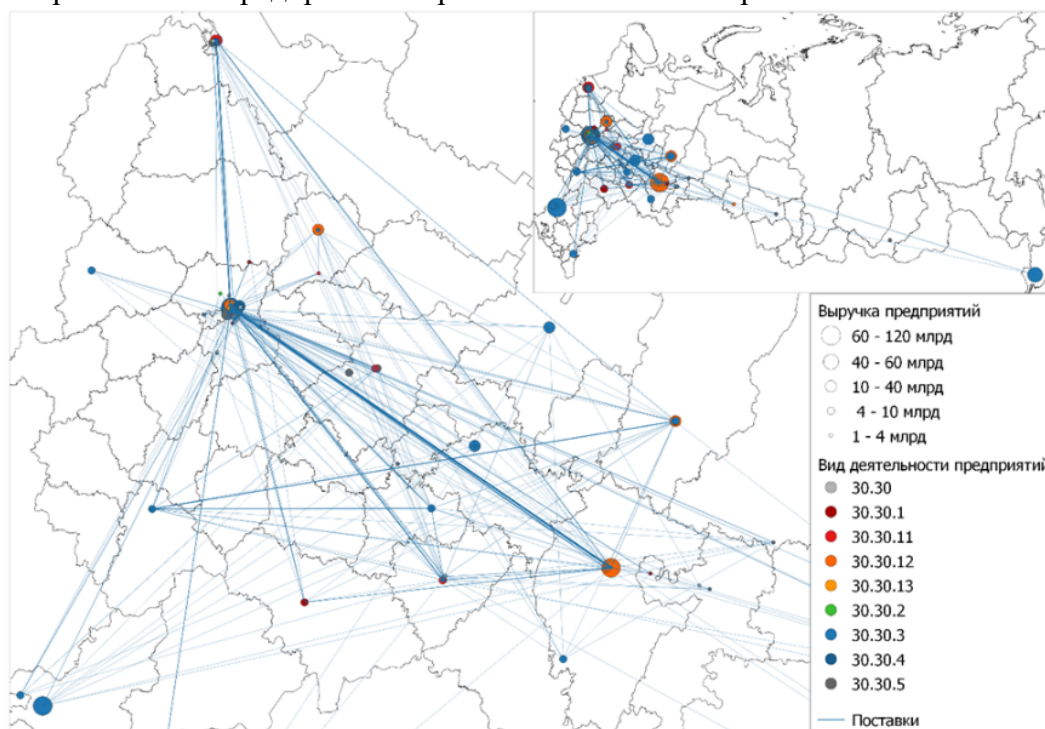 Выручка предприятий
60 - 120 млрд
40 - 60 млрд
10 - 40 млрд
4 - 10 млрд
1 - 4 млрд
Вид деятельности предприятий
30.30
30.30.1
30.30.11
30.30.12
30.30.13
30.30.2
30.30.3
30.30.4
30.30.5
Поставки